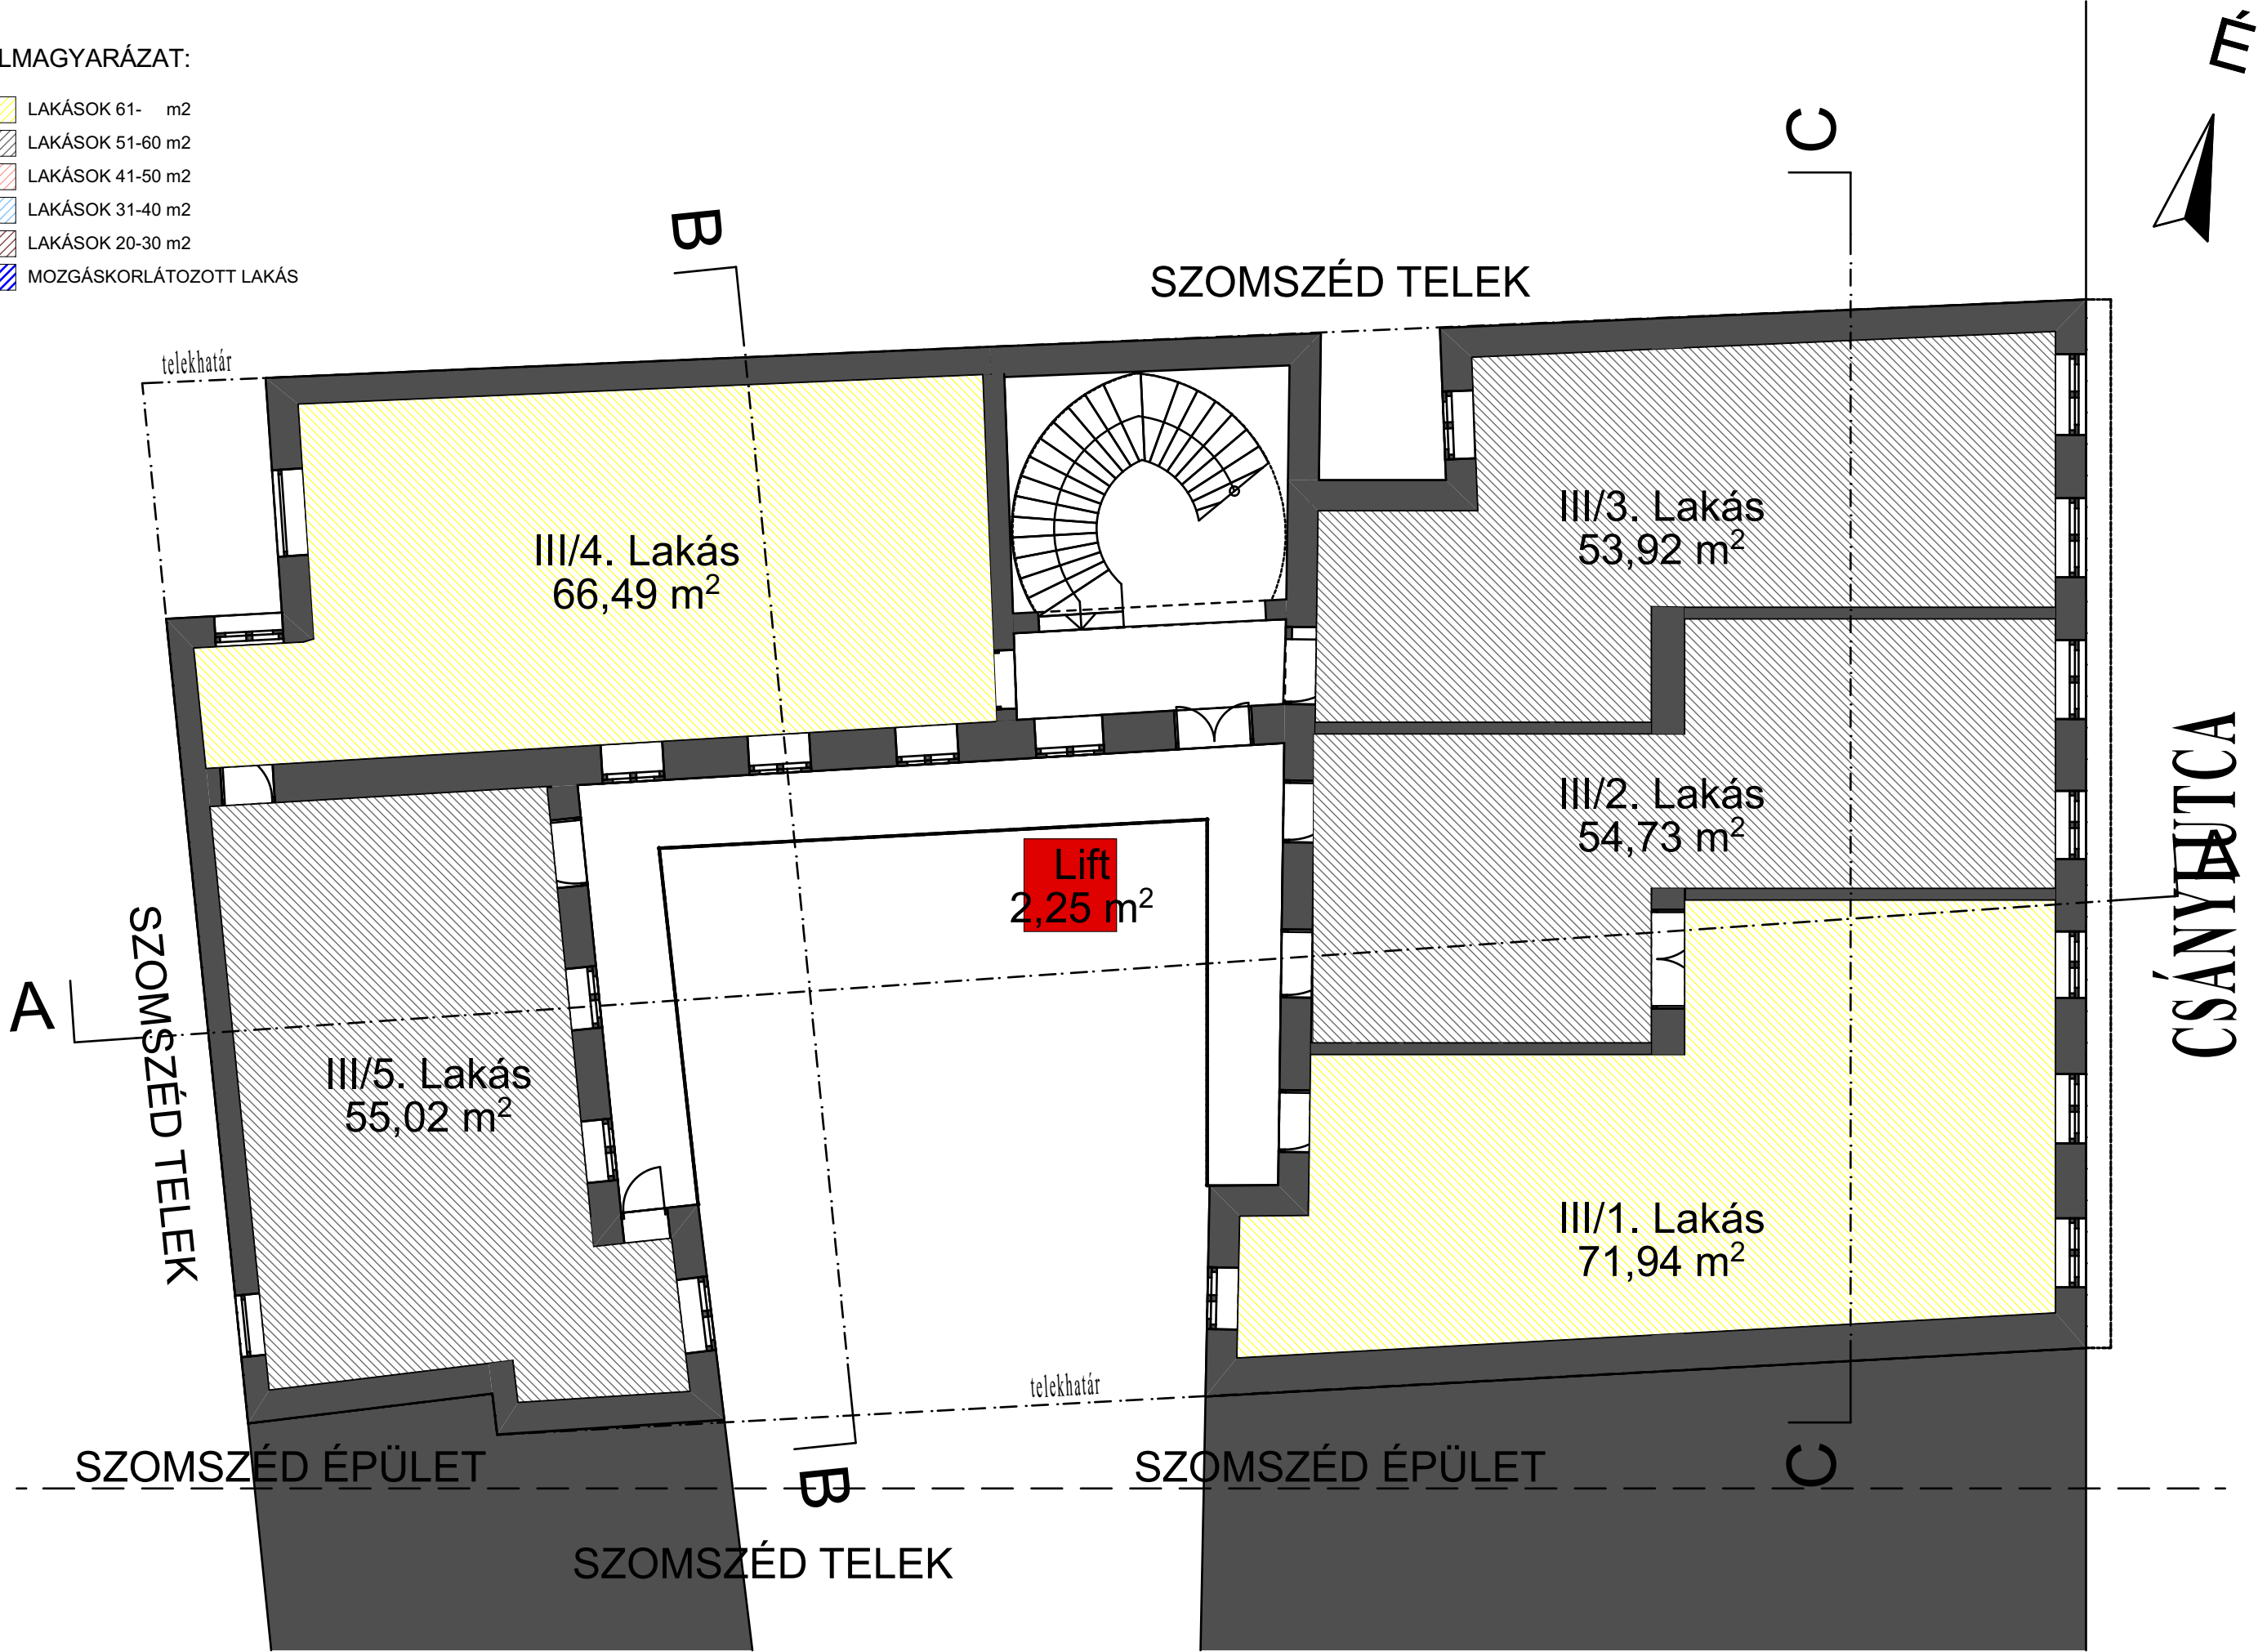 LMAGYARÁZAT:
LAKÁSOK 61- m2
LAKÁSOK 51-60 m2
LAKÁSOK 41-50 m2
LAKÁSOK 31-40 m2
LAKÁSOK 20-30 m2
MOZGÁSKORLÁTOZOTT LAKÁS
É
C
B
SZOMSZÉD TELEK
telekhatár
III/3. Lakás
53,92 m²
III/4. Lakás
66,49 m²
III/2. Lakás
54,73 m²
CSÁNYI UTCA
A
Lift
2,25 m²
A
SZOMSZÉD TELEK
III/5. Lakás
55,02 m²
III/1. Lakás
71,94 m²
telekhatár
SZOMSZÉD ÉPÜLET
B
SZOMSZÉD ÉPÜLET
C
SZOMSZÉD TELEK